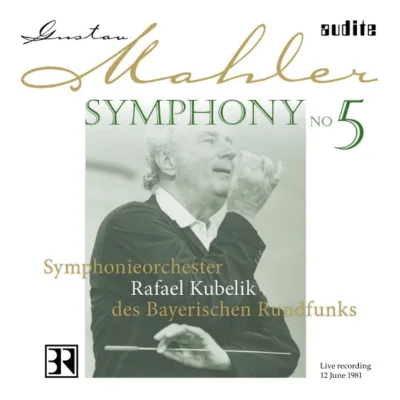 Gustav
audite
Mahler
SYMPHONY NO 5
Symphonieorchester
Rafael Kubelik
des Bayerischen Rundfunks
BR
Live recording
12 June 1981